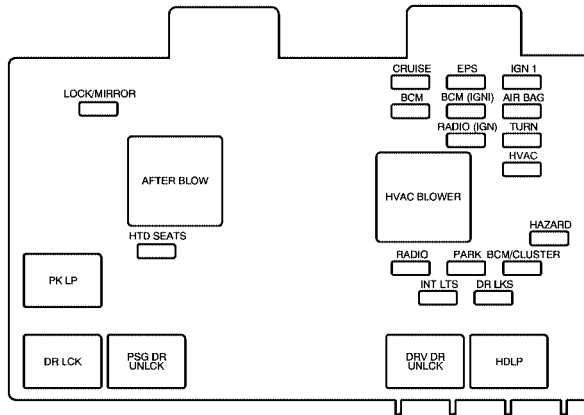 CRUISE EPS IGN 1
LOCK/MIRROR
BCM BCM (IGNI) AIR BAG
RADIO (IGN) TURN
HVAC
AFTER BLOW
HVAC BLOWER
HAZARD
HTD SEATS
RADIO PARK BCM/CLUSTER
PK LP
INT LTS DR LKS
DR LCK
PSG DR
UNLCK
DRV DR
UNLCK
HDLP